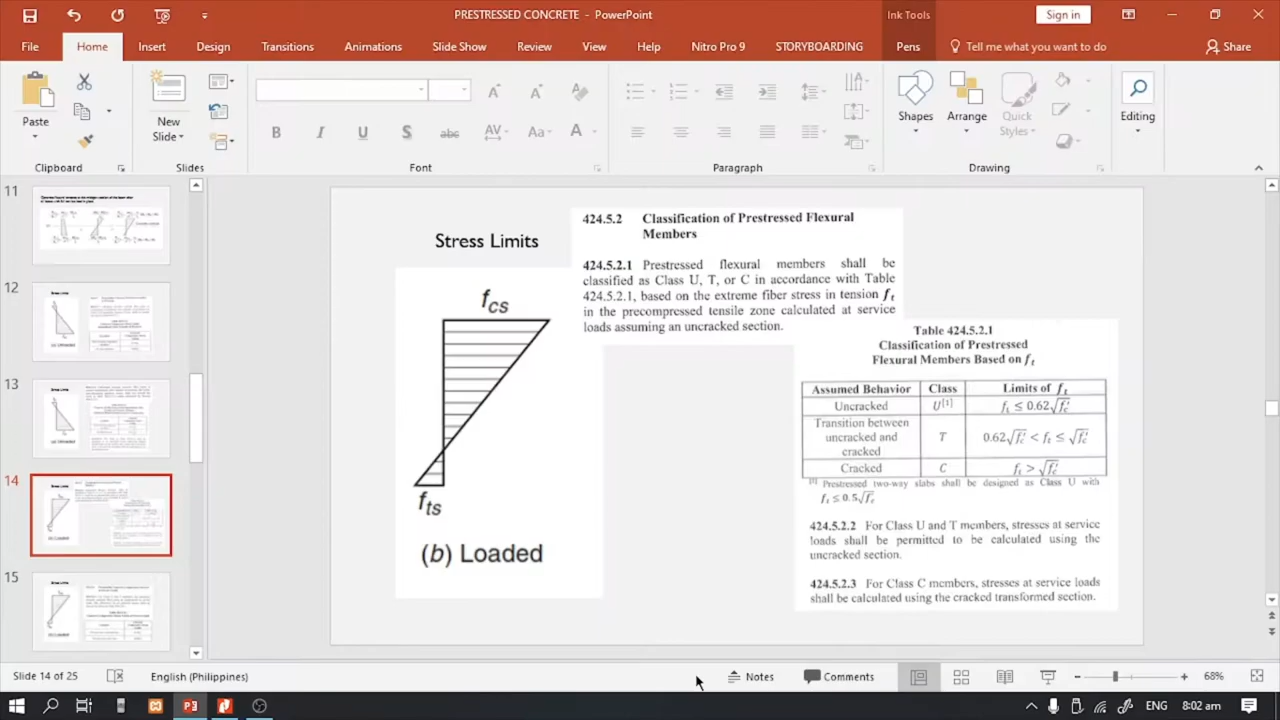 PRESTRESSED CONCRETE - PowerPoint
Ink Tools
Sign in
File
Home
Insert
Design
Transitions
Animations
Slide Show
Review
View
Help
Nitro Pro 9
STORYBOARDING
Pens
Tell me what you want to do
Share
Paste
New
Slide
Shapes
Arrange
Quick
Styles
Editing
Clipboard
Slides
Font
Paragraph
Drawing
11
12
13
14
15
Stress Limits
fcs
fts
(b) Loaded
424.5.2 Classification of Prestressed Flexural
Members
424.5.2.1 Prestressed flexural members shall be
classified as Class U, T, or C in accordance with Table
424.5.2.1, based on the extreme fiber stress in tension ft
in the precompressed tensile zone calculated at service
loads assuming an uncracked section.
Table 424.5.2.1
Classification of Prestressed
Flexural Members Based on ft
Assumed Behavior Class Limits of ft
Uncracked U[1] ft ≤ 0.62√f'c
Transition between
uncracked and
cracked T 0.62√f'c < ft ≤ √f'c
Cracked C ft > √f'c
[1] Prestressed two-way slabs shall be designed as Class U with
ft ≤ 0.5√f'c
424.5.2.2 For Class U and T members, stresses at service
loads shall be permitted to be calculated using the
uncracked section.
424.5.2.3 For Class C members, stresses at service loads
shall be calculated using the cracked transformed section.
Slide 14 of 25
English (Philippines)
Notes
Comments
68%
ENG
8:02 am